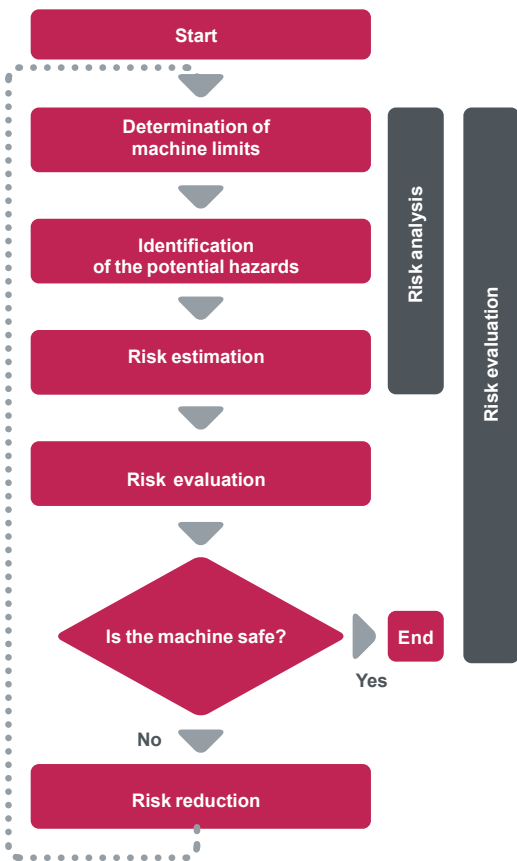 Start
Determination of
machine limits
Identification
of the potential hazards
Risk estimation
Risk analysis
Risk evaluation
Risk evaluation
Is the machine safe?
End
Yes
No
Risk reduction